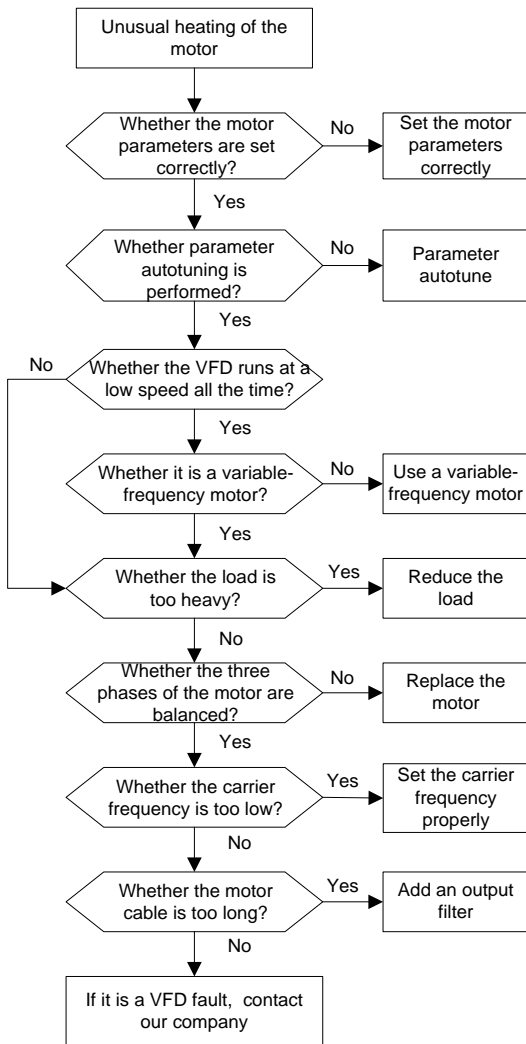 Unusual heating of the
motor
Whether the motor
parameters are set
correctly?
No
Set the motor
parameters
correctly
Yes
Whether parameter
autotuning is
performed?
No
Parameter
autotune
Yes
No
Whether the VFD runs at a
low speed all the time?
Yes
Whether it is a variable-
frequency motor?
No
Use a variable-
frequency motor
Yes
Whether the load is
too heavy?
Yes
Reduce the
load
No
Whether the three
phases of the motor are
balanced?
No
Replace the
motor
Yes
Whether the carrier
frequency is too low?
Yes
Set the carrier
frequency
properly
No
Whether the motor
cable is too long?
Yes
Add an output
filter
No
If it is a VFD fault,  contact
our company